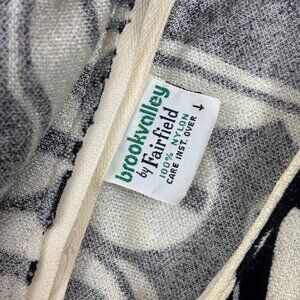 brookvalley
by Fairfield
100% NYLON
CARE INST. OVER ↓